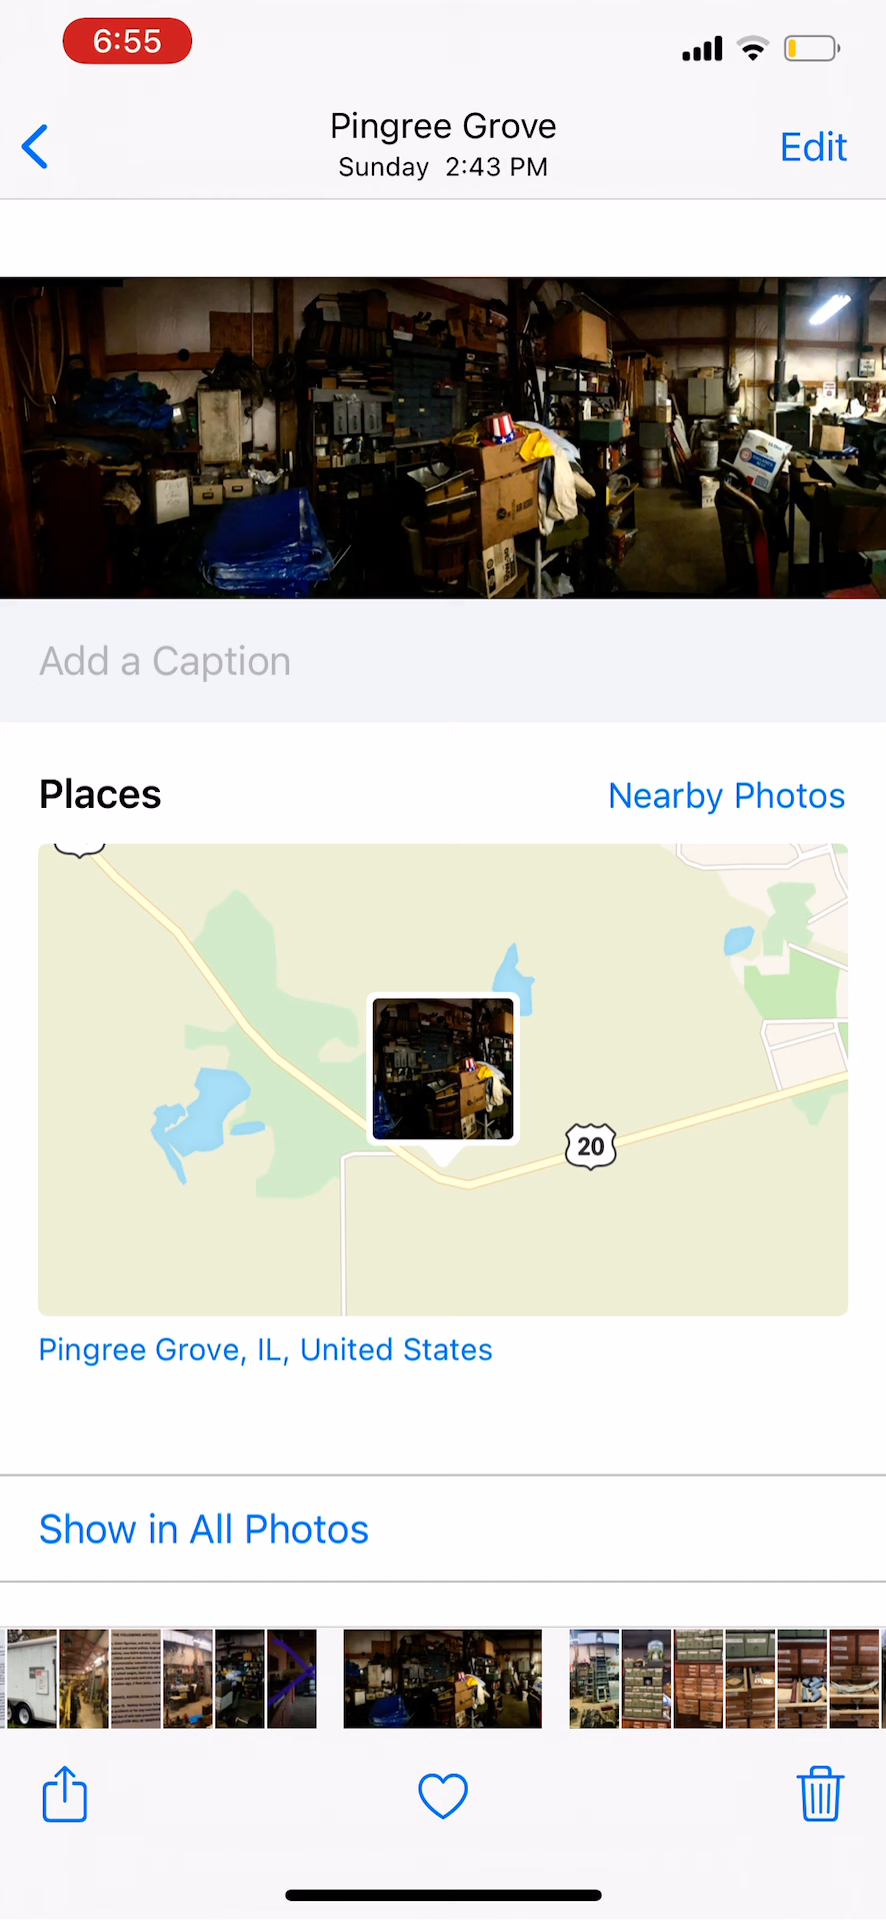 6:55
Pingree Grove
Sunday 2:43 PM
Edit
Add a Caption
Places
Nearby Photos
20
Pingree Grove, IL, United States
Show in All Photos